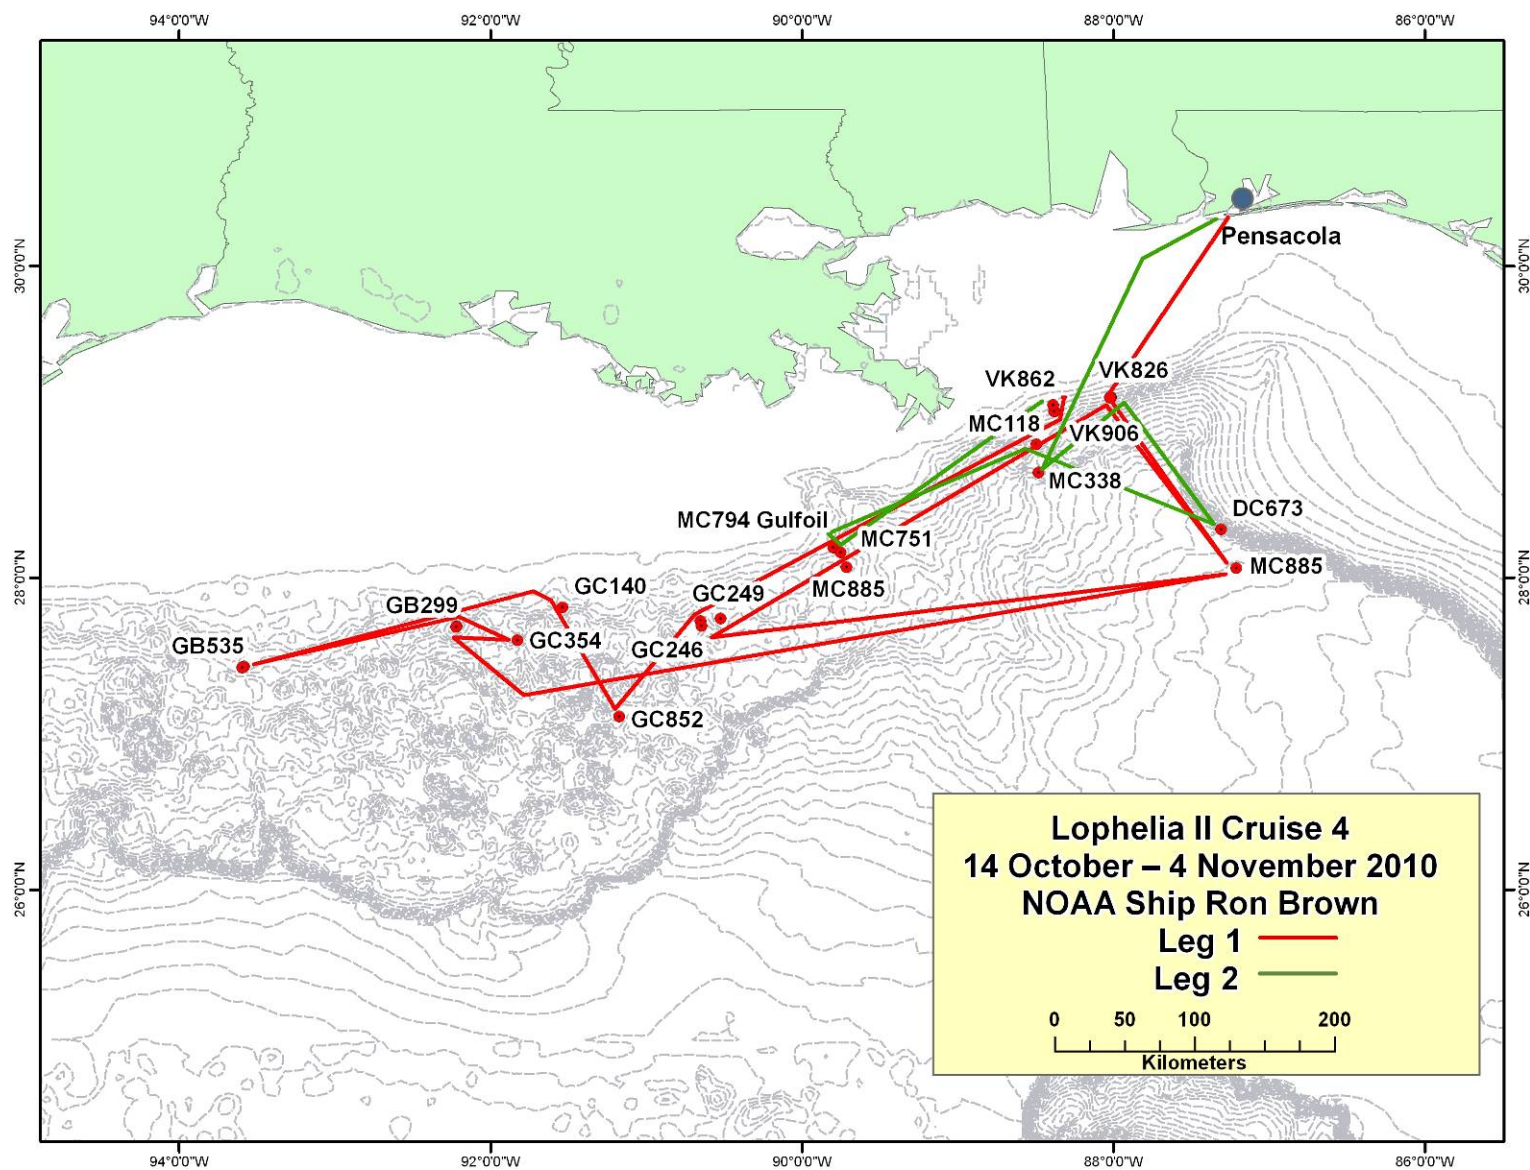 94°0'0"W 92°0'0"W 90°0'0"W 88°0'0"W 86°0'0"W
30°0'0"N
30°0'0"N
Pensacola
VK862
VK826
MC118
VK906
MC338
DC673
MC794 Gulfoil
MC751
MC885
MC885
28°0'0"N
28°0'0"N
GC140
GC249
GB299
GB535
GC354
GC246
GC852
26°0'0"N
26°0'0"N
Lophelia II Cruise 4
14 October – 4 November 2010
NOAA Ship Ron Brown
Leg 1
Leg 2
0 50 100 200
Kilometers
94°0'0"W 92°0'0"W 90°0'0"W 88°0'0"W 86°0'0"W